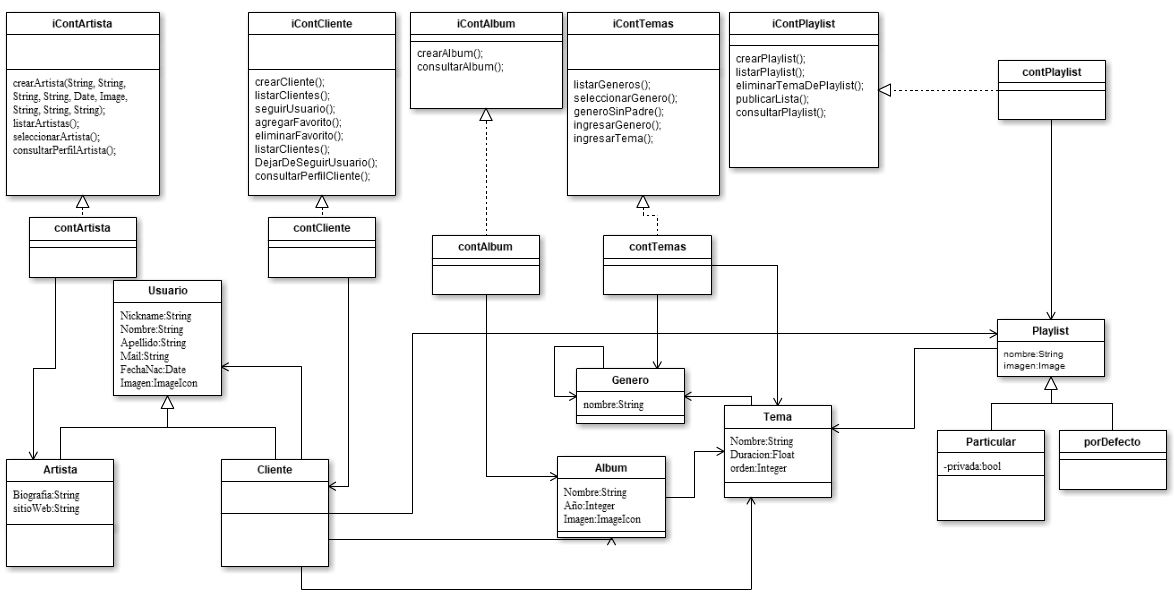 iContArtista
crearArtista(String, String,
String, String, Date, Image,
String, String, String);
listarArtistas();
seleccionarArtista();
consultarPerfilArtista;
iContCliente
crearCliente();
listarClientes();
seguirUsuario();
agregarFavorito();
eliminarFavorito();
listarClientes();
DejarDeSeguirUsuario();
consultarPerfilCliente();
iContAlbum
crearAlbum();
consultarAlbum();
iContTemas
listarGeneros();
seleccionarGenero();
generoSinPadre();
ingresarGenero();
ingresarTema();
iContPlaylist
crearPlaylist();
listarPlaylist();
eliminarTemaDePlaylist();
publicarLista();
consultarPlaylist();
contPlaylist
contArtista
contCliente
contAlbum
contTemas
Usuario
Nickname:String
Nombre:String
Apellido:String
Mail:String
FechaNac:Date
Imagen:ImageIcon
Playlist
nombre:String
imagen:Image
Genero
nombre:String
Tema
Nombre:String
Duracion:Float
orden:Integer
Particular
-privada:bool
porDefecto
Artista
Biografia:String
sitioWeb:String
Cliente
Album
Nombre:String
Año:Integer
Imagen:ImageIcon